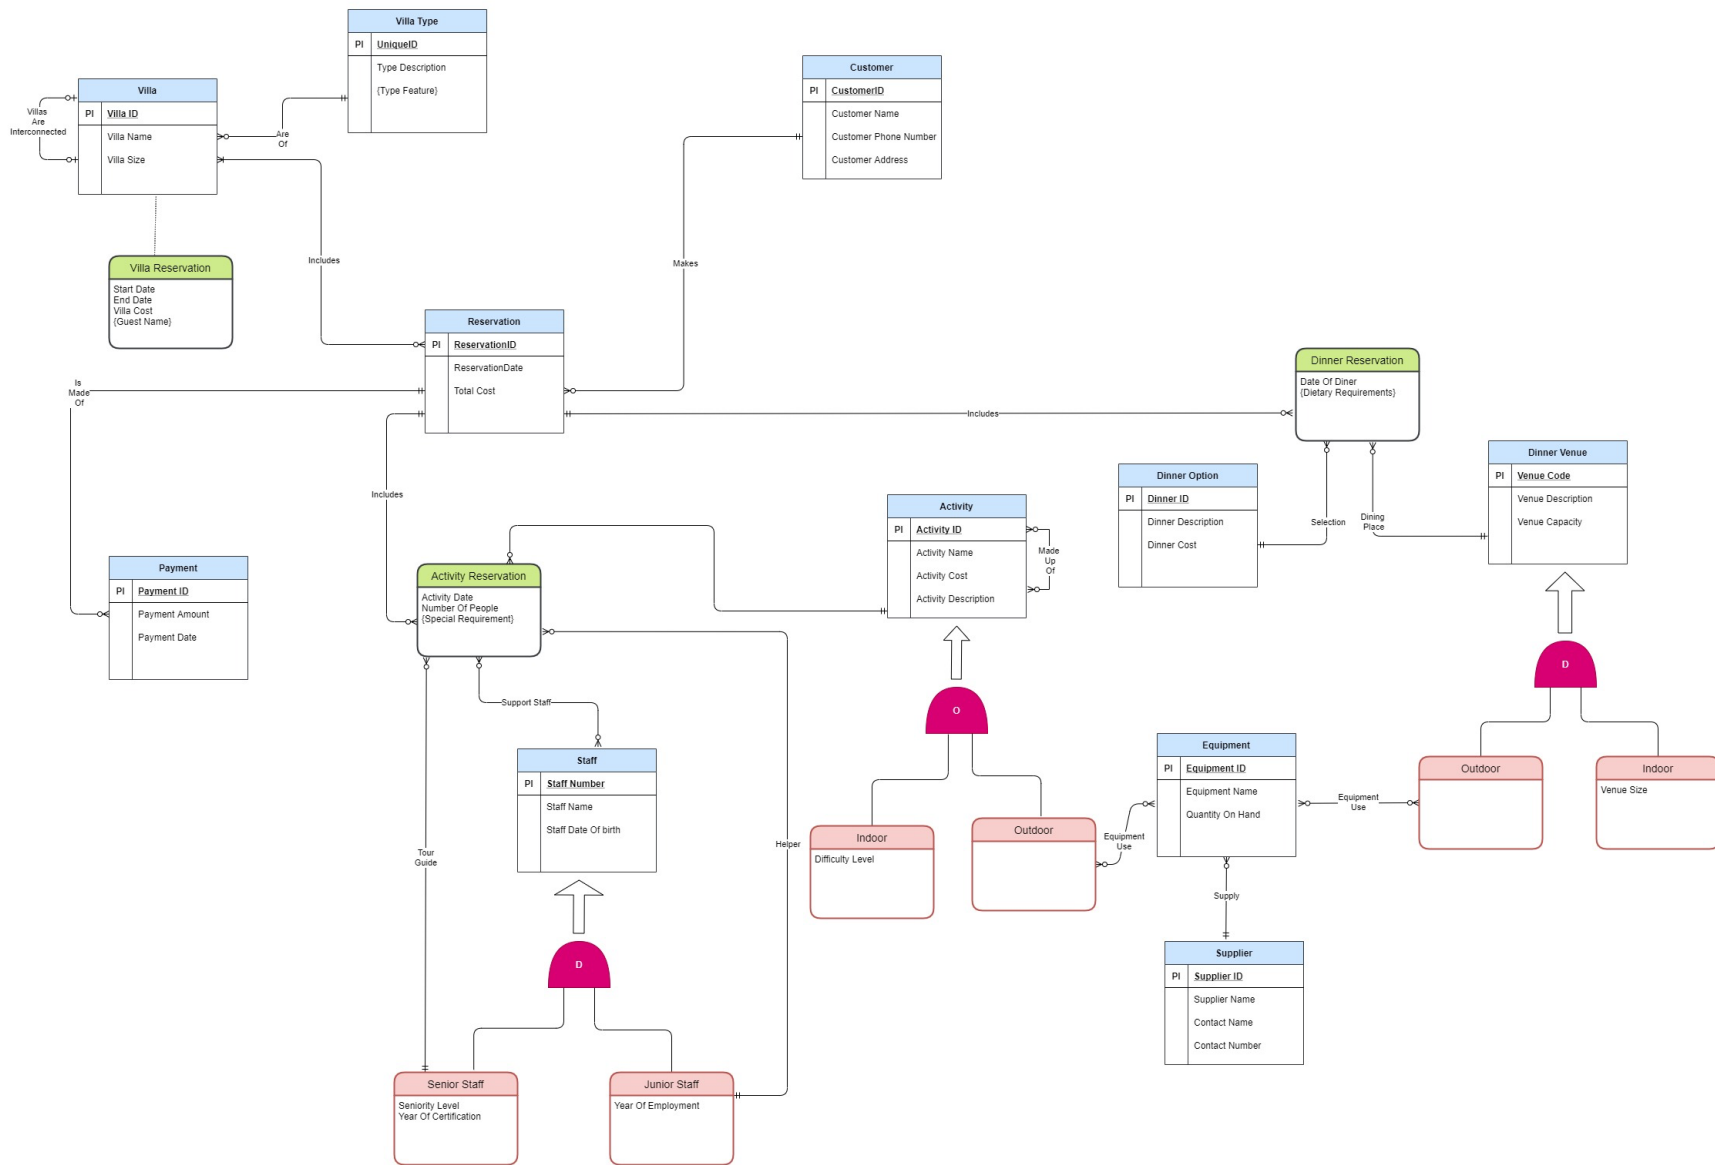 Villa Type
PI UniqueID
Type Description
{Type Feature}
Customer
PI CustomerID
Customer Name
Customer Phone Number
Customer Address
Villa
PI Villa ID
Villa Name
Villa Size
Villas
Are
Interconnected
Are
Of
Villa Reservation
Start Date
End Date
Villa Cost
{Guest Name}
Includes
Makes
Reservation
PI ReservationID
ReservationDate
Total Cost
Is
Made
Of
Includes
Dinner Reservation
Date Of Diner
{Dietary Requirements}
Includes
Dinner Option
PI Dinner ID
Dinner Description
Dinner Cost
Selection
Dining
Place
Dinner Venue
PI Venue Code
Venue Description
Venue Capacity
Activity
PI Activity ID
Activity Name
Activity Cost
Activity Description
Made
Up
Of
Payment
PI Payment ID
Payment Amount
Payment Date
Activity Reservation
Activity Date
Number Of People
{Special Requirement}
Support Staff
D
O
Staff
PI Staff Number
Staff Name
Staff Date Of birth
Tour
Guide
Helper
Indoor
Difficulty Level
Outdoor
Equipment
Use
Equipment
PI Equipment ID
Equipment Name
Quantity On Hand
Equipment
Use
Outdoor
Indoor
Venue Size
Supply
Supplier
PI Supplier ID
Supplier Name
Contact Name
Contact Number
D
Senior Staff
Seniority Level
Year Of Certification
Junior Staff
Year Of Employment